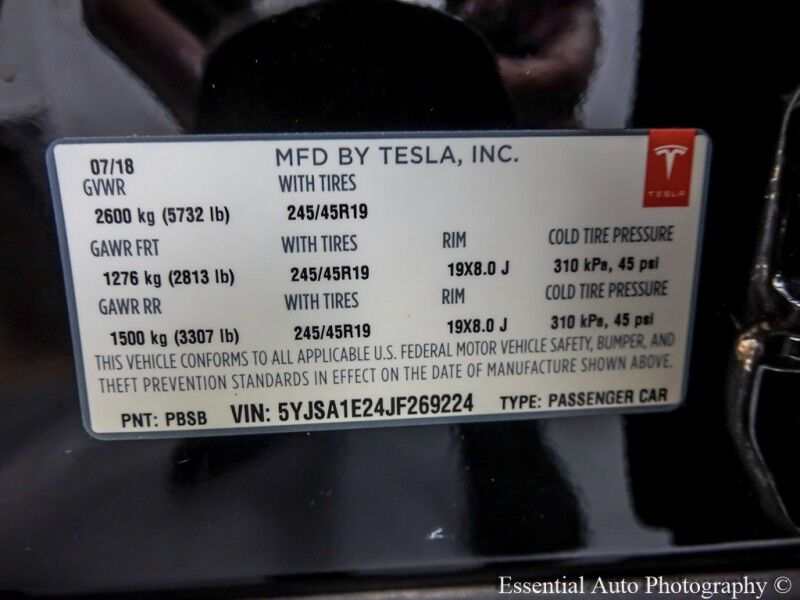 07/18 MFD BY TESLA, INC.
GVWR WITH TIRES
TESLA
2600 kg (5732 lb) 245/45R19
GAWR FRT WITH TIRES RIM COLD TIRE PRESSURE
1276 kg (2813 lb) 245/45R19 19X8.0 J 310 kPa, 45 psi
GAWR RR WITH TIRES RIM COLD TIRE PRESSURE
1500 kg (3307 lb) 245/45R19 19X8.0 J 310 kPa, 45 psi
THIS VEHICLE CONFORMS TO ALL APPLICABLE U.S. FEDERAL MOTOR VEHICLE SAFETY, BUMPER, AND
THEFT PREVENTION STANDARDS IN EFFECT ON THE DATE OF MANUFACTURE SHOWN ABOVE.
PNT: PBSB VIN: 5YJSA1E24JF269224 TYPE: PASSENGER CAR
Essential Auto Photography ©